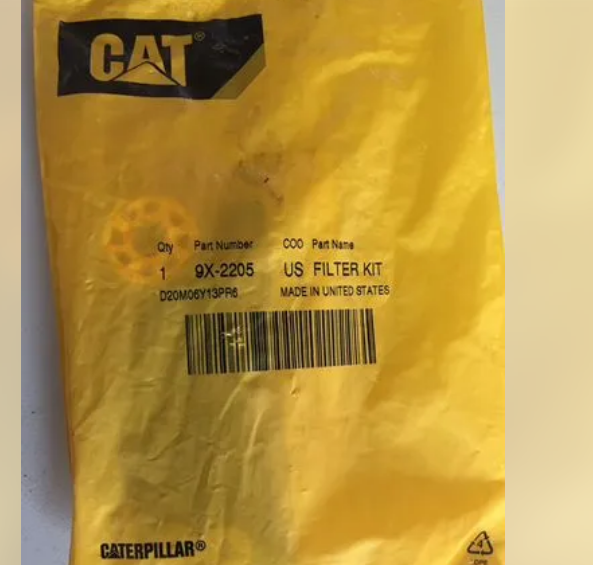 CAT®
Qty Part Number COO Part Name
1 9X-2205 US FILTER KIT
D20M06Y13PR6 MADE IN UNITED STATES
CATERPILLAR®
4